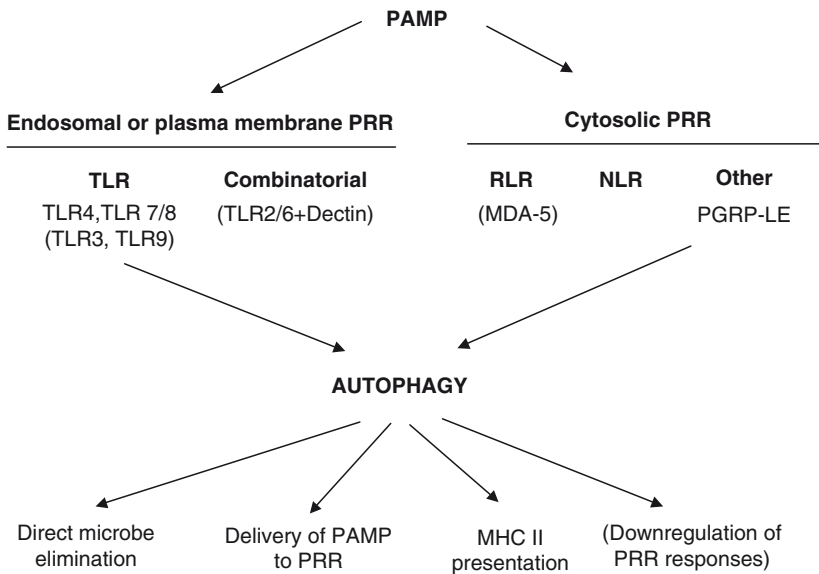 PAMP
Endosomal or plasma membrane PRR
Cytosolic PRR
TLR
Combinatorial
RLR
NLR
Other
TLR4,TLR 7/8
(TLR2/6+Dectin)
(MDA-5)
PGRP-LE
(TLR3, TLR9)
AUTOPHAGY
Direct microbe
elimination
Delivery of PAMP
to PRR
MHC II
presentation
(Downregulation of
PRR responses)